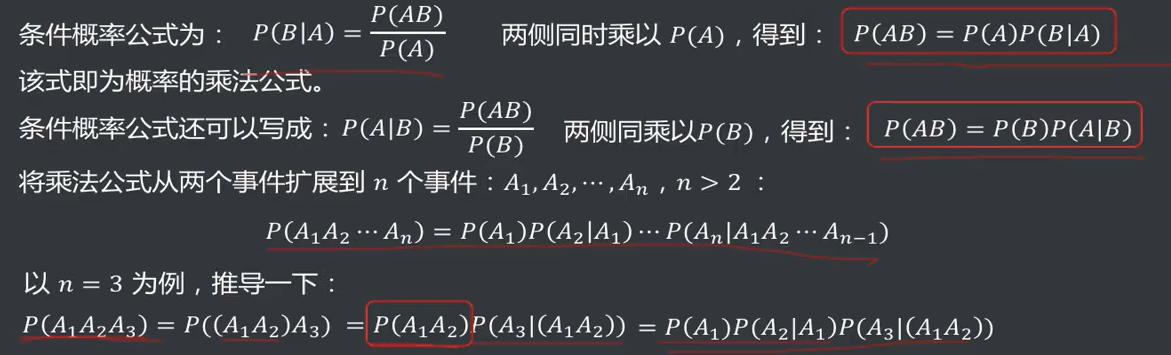 条件概率公式为： P(B|A) = P(AB)/P(A) 两侧同时乘以 P(A)，得到： P(AB) = P(A)P(B|A)
该式即为概率的乘法公式。
条件概率公式还可以写成：P(A|B) = P(AB)/P(B) 两侧同乘以P(B)，得到： P(AB) = P(B)P(A|B)
将乘法公式从两个事件扩展到 n 个事件：A₁, A₂, ⋯, Aₙ，n > 2 ：
P(A₁A₂ ⋯ Aₙ) = P(A₁)P(A₂|A₁) ⋯ P(Aₙ|A₁A₂ ⋯ Aₙ₋₁)
以 n = 3 为例，推导一下：
P(A₁A₂A₃) = P((A₁A₂)A₃) = P(A₁A₂)P(A₃|(A₁A₂)) = P(A₁)P(A₂|A₁)P(A₃|(A₁A₂))